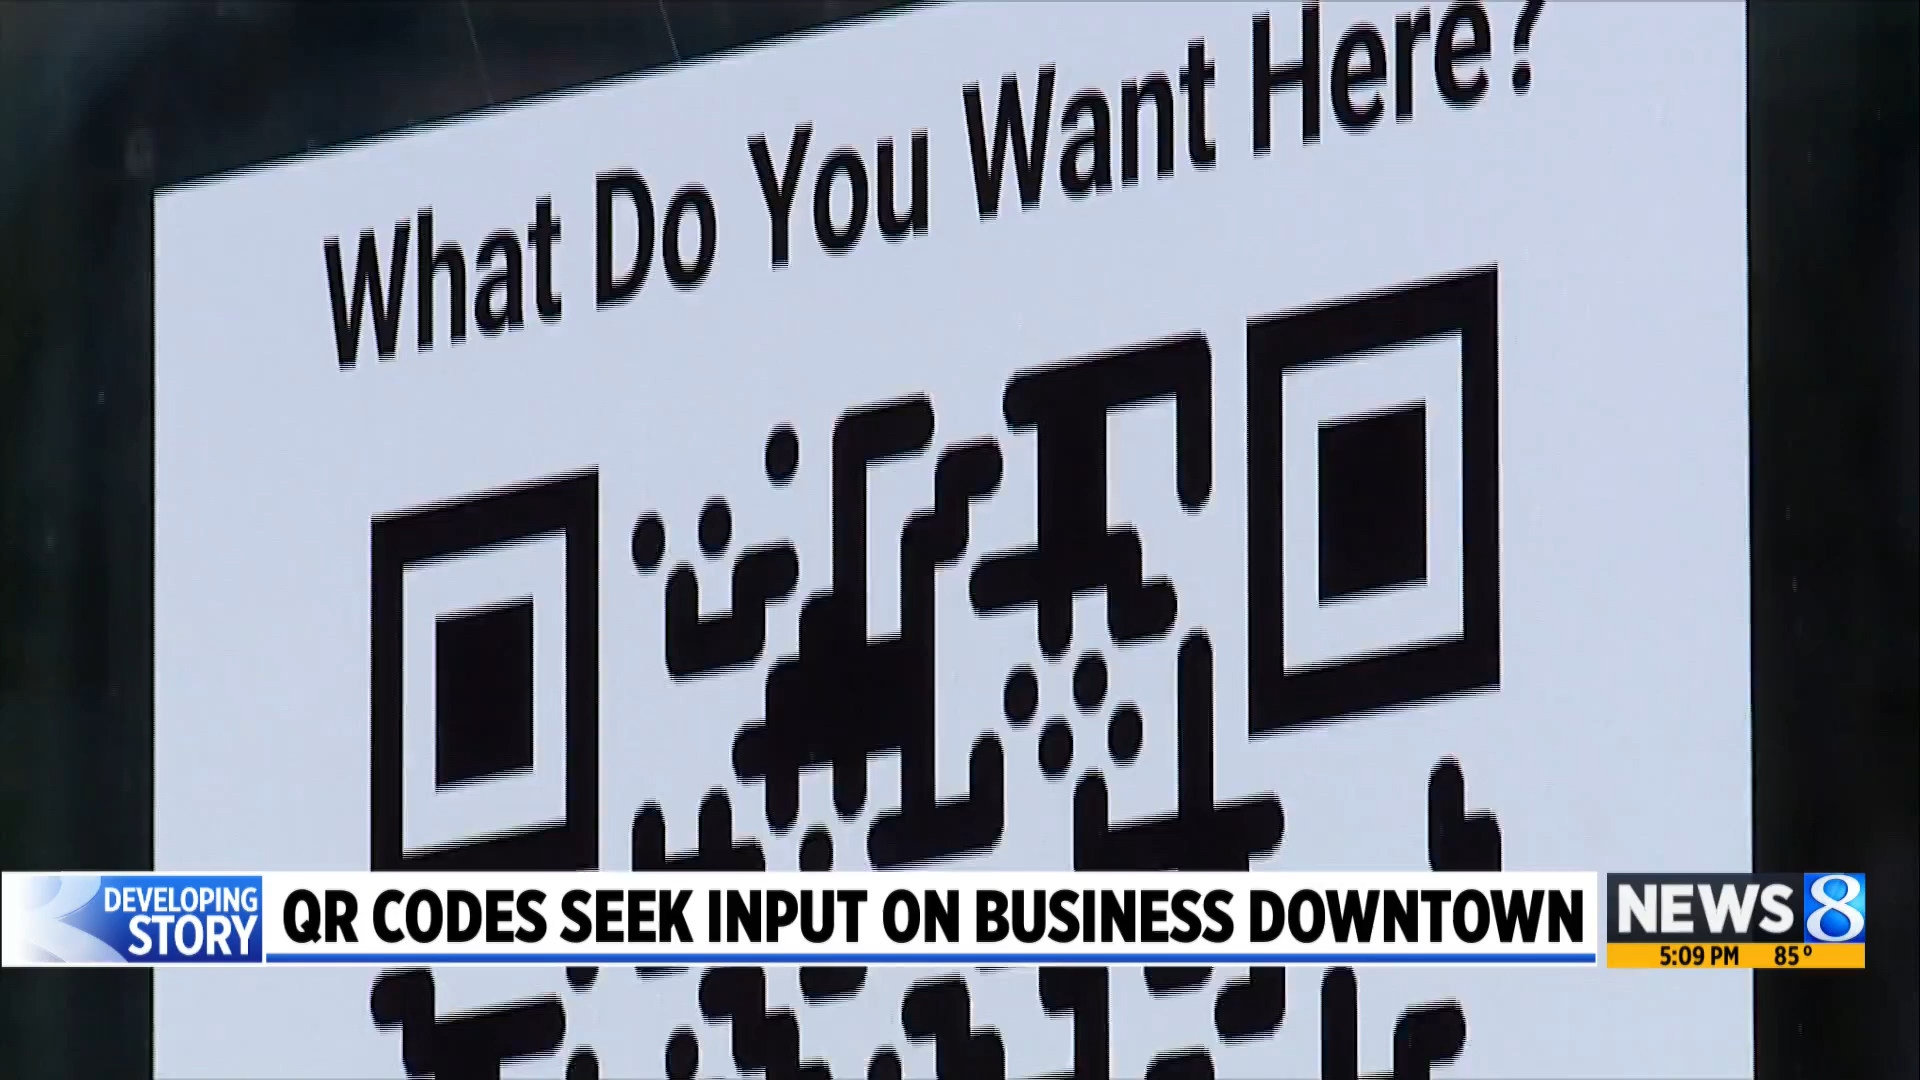 What Do You Want Here?
DEVELOPING
STORY
QR CODES SEEK INPUT ON BUSINESS DOWNTOWN
NEWS 8
5:09 PM 85°